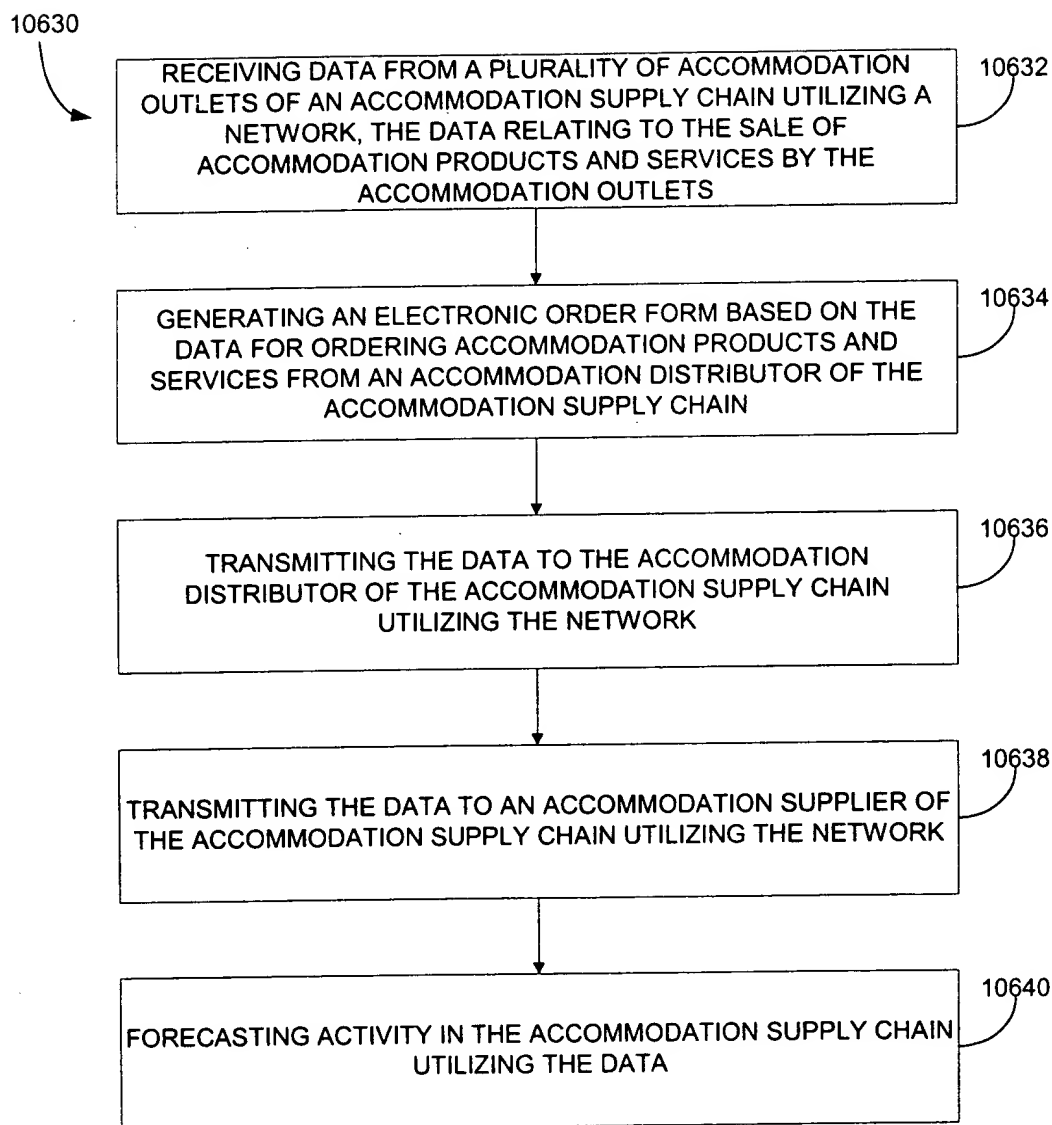 10630
RECEIVING DATA FROM A PLURALITY OF ACCOMMODATION
OUTLETS OF AN ACCOMMODATION SUPPLY CHAIN UTILIZING A
NETWORK, THE DATA RELATING TO THE SALE OF
ACCOMMODATION PRODUCTS AND SERVICES BY THE
ACCOMMODATION OUTLETS
10632
GENERATING AN ELECTRONIC ORDER FORM BASED ON THE
DATA FOR ORDERING ACCOMMODATION PRODUCTS AND
SERVICES FROM AN ACCOMMODATION DISTRIBUTOR OF THE
ACCOMMODATION SUPPLY CHAIN
10634
TRANSMITTING THE DATA TO THE ACCOMMODATION
DISTRIBUTOR OF THE ACCOMMODATION SUPPLY CHAIN
UTILIZING THE NETWORK
10636
TRANSMITTING THE DATA TO AN ACCOMMODATION SUPPLIER OF
THE ACCOMMODATION SUPPLY CHAIN UTILIZING THE NETWORK
10638
FORECASTING ACTIVITY IN THE ACCOMMODATION SUPPLY CHAIN
UTILIZING THE DATA
10640